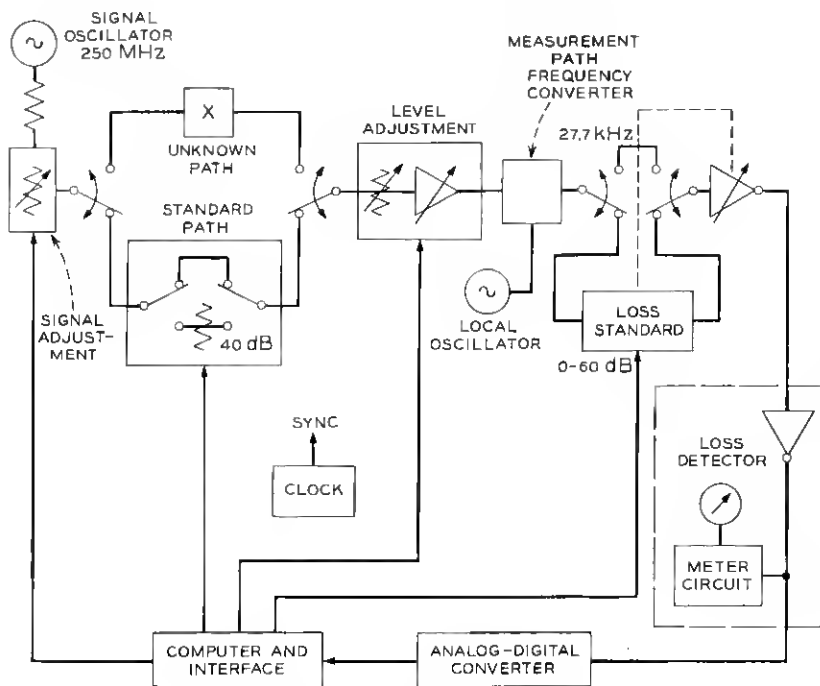 SIGNAL
OSCILLATOR
250 MHz
MEASUREMENT
PATH
FREQUENCY
CONVERTER
X
UNKNOWN
PATH
LEVEL
ADJUSTMENT
27.7 kHz
STANDARD
PATH
40 dB
SIGNAL
ADJUST-
MENT
LOCAL
OSCILLATOR
LOSS
STANDARD
0-60 dB
SYNC
CLOCK
LOSS
DETECTOR
METER
CIRCUIT
COMPUTER AND
INTERFACE
ANALOG-DIGITAL
CONVERTER